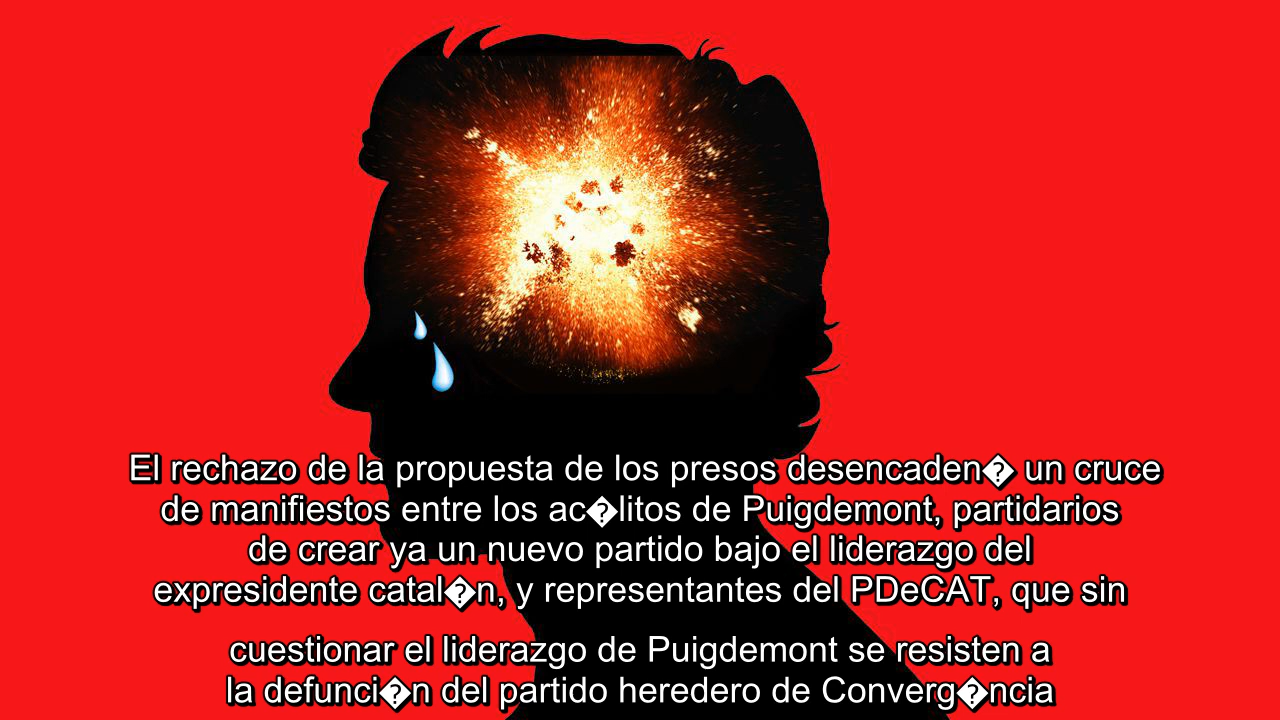 El rechazo de la propuesta de los presos desencaden� un cruce
de manifiestos entre los ac�litos de Puigdemont, partidarios
de crear ya un nuevo partido bajo el liderazgo del
expresidente catal�n, y representantes del PDeCAT, que sin
cuestionar el liderazgo de Puigdemont se resisten a
la defunci�n del partido heredero de Converg�ncia